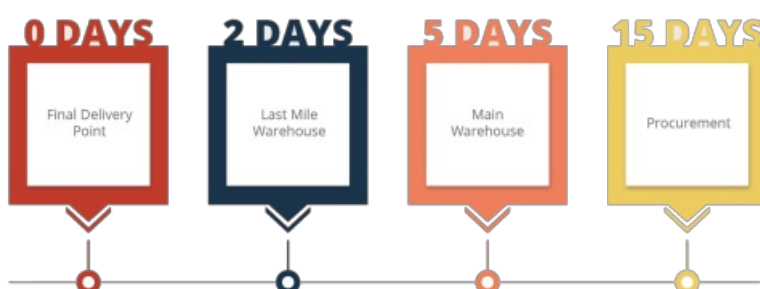 0 DAYS
2 DAYS
5 DAYS
15 DAYS
Final Delivery
Point
Last Mile
Warehouse
Main
Warehouse
Procurement